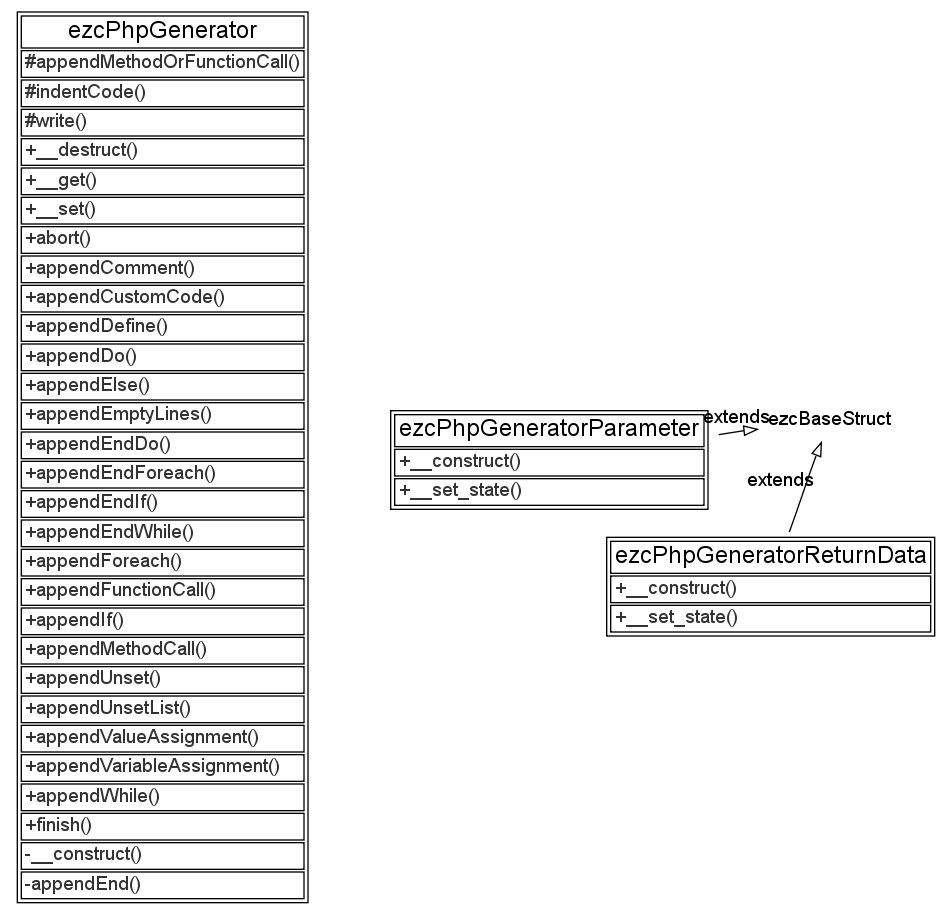 ezcPhpGenerator
#appendMethodOrFunctionCall()
#indentCode()
#write()
+__destruct()
+__get()
+__set()
+abort()
+appendComment()
+appendCustomCode()
+appendDefine()
+appendDo()
+appendElse()
+appendEmptyLines()
+appendEndDo()
+appendEndForeach()
+appendEndIf()
+appendEndWhile()
+appendForeach()
+appendFunctionCall()
+appendIf()
+appendMethodCall()
+appendUnset()
+appendUnsetList()
+appendValueAssignment()
+appendVariableAssignment()
+appendWhile()
+finish()
-__construct()
-appendEnd()
ezcPhpGeneratorParameter
+__construct()
+__set_state()
extends
ezcBaseStruct
extends
ezcPhpGeneratorReturnData
+__construct()
+__set_state()